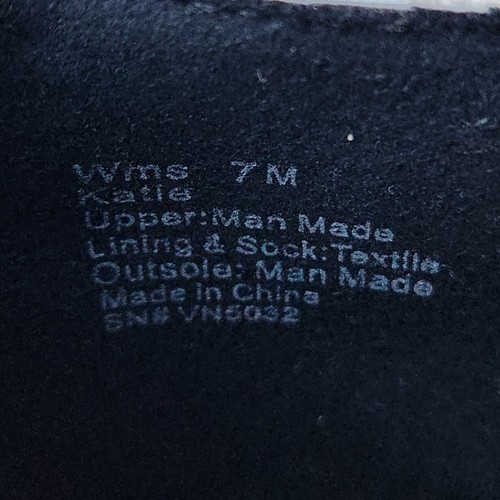 Wms 7M
Katie
Upper:Man Made
Lining & Sock:Textile
Outsole: Man Made
Made in China
SN# VN5032